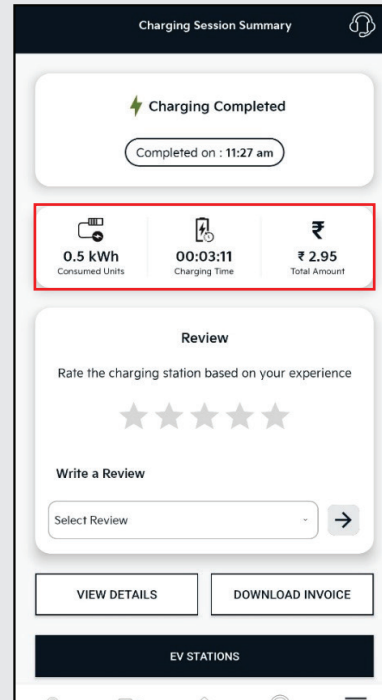 Charging Session Summary
Charging Completed
Completed on : 11:27 am
0.5 kWh
Consumed Units
00:03:11
Charging Time
₹
₹ 2.95
Total Amount
Review
Rate the charging station based on your experience
Write a Review
Select Review
VIEW DETAILS
DOWNLOAD INVOICE
EV STATIONS